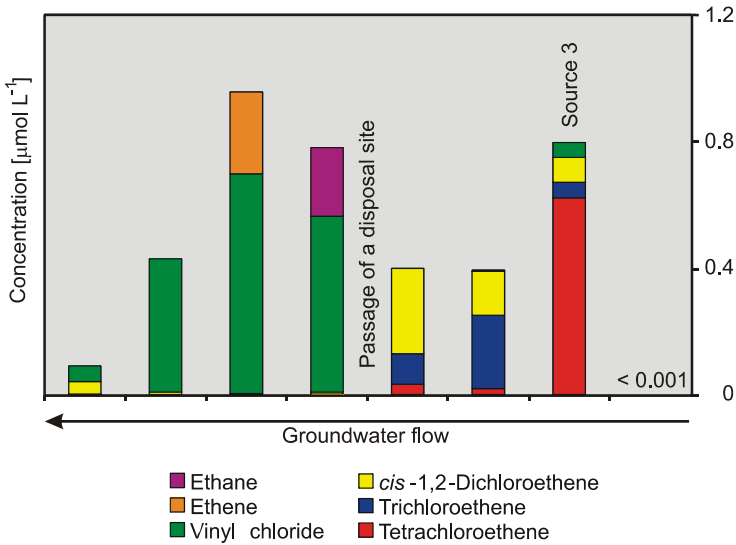 Concentration [µmol L⁻¹]
1.2
0.8
0.4
0
Passage of a disposal site
Source 3
< 0.001
Groundwater flow
Ethane
Ethene
Vinyl chloride
cis-1,2-Dichloroethene
Trichloroethene
Tetrachloroethene